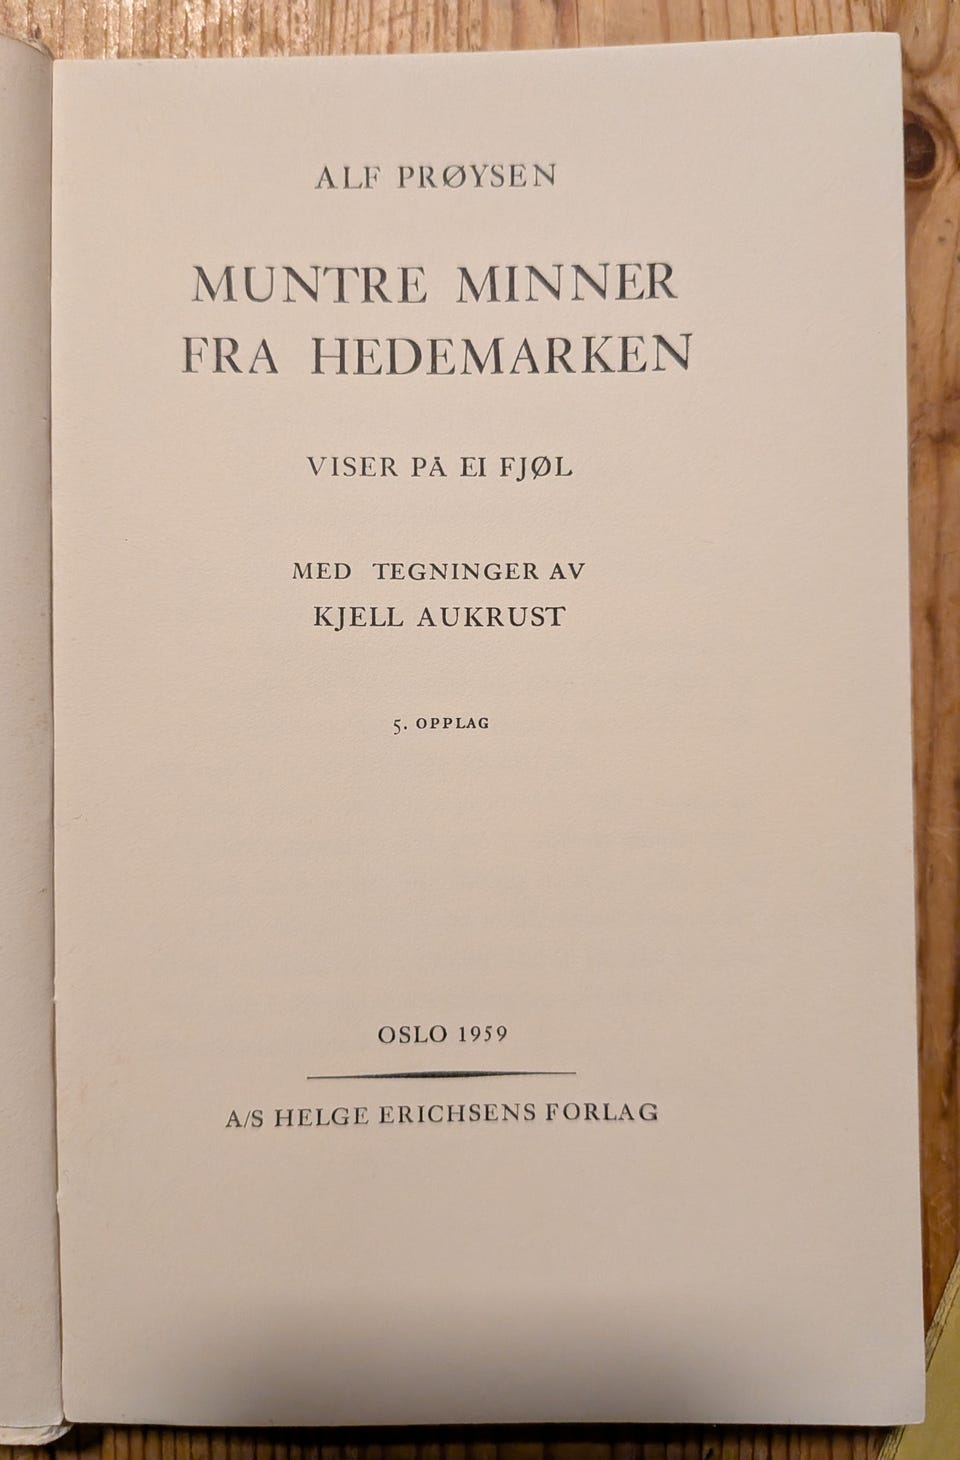 ALF PRØYSEN
MUNTRE MINNER
FRA HEDEMARKEN
VISER PÅ EI FJØL
MED TEGNINGER AV
KJELL AUKRUST
5. OPPLAG
OSLO 1959
A/S HELGE ERICHSENS FORLAG